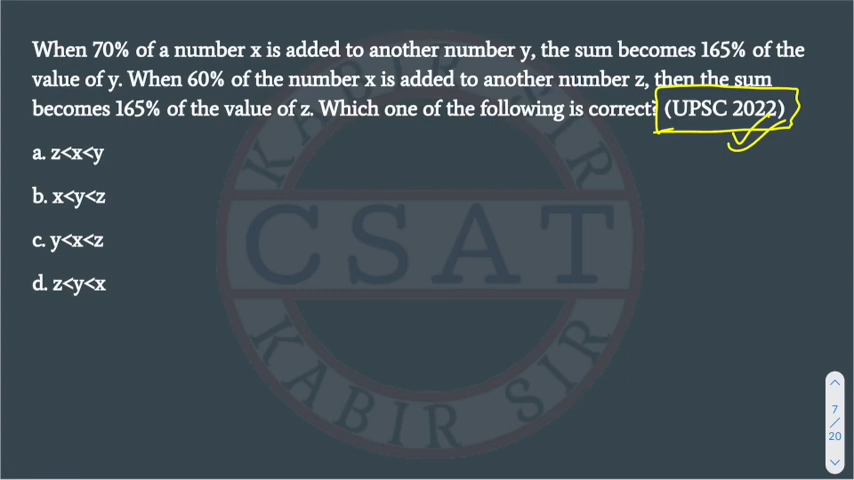 When 70% of a number x is added to another number y, the sum becomes 165% of the
value of y. When 60% of the number x is added to another number z, then the sum
becomes 165% of the value of z. Which one of the following is correct? (UPSC 2022)
a. z<x<y
b. x<y<z
c. y<x<z
d. z<y<x
KABIR SIR
CSAT
KABIR SIR
7
/
20